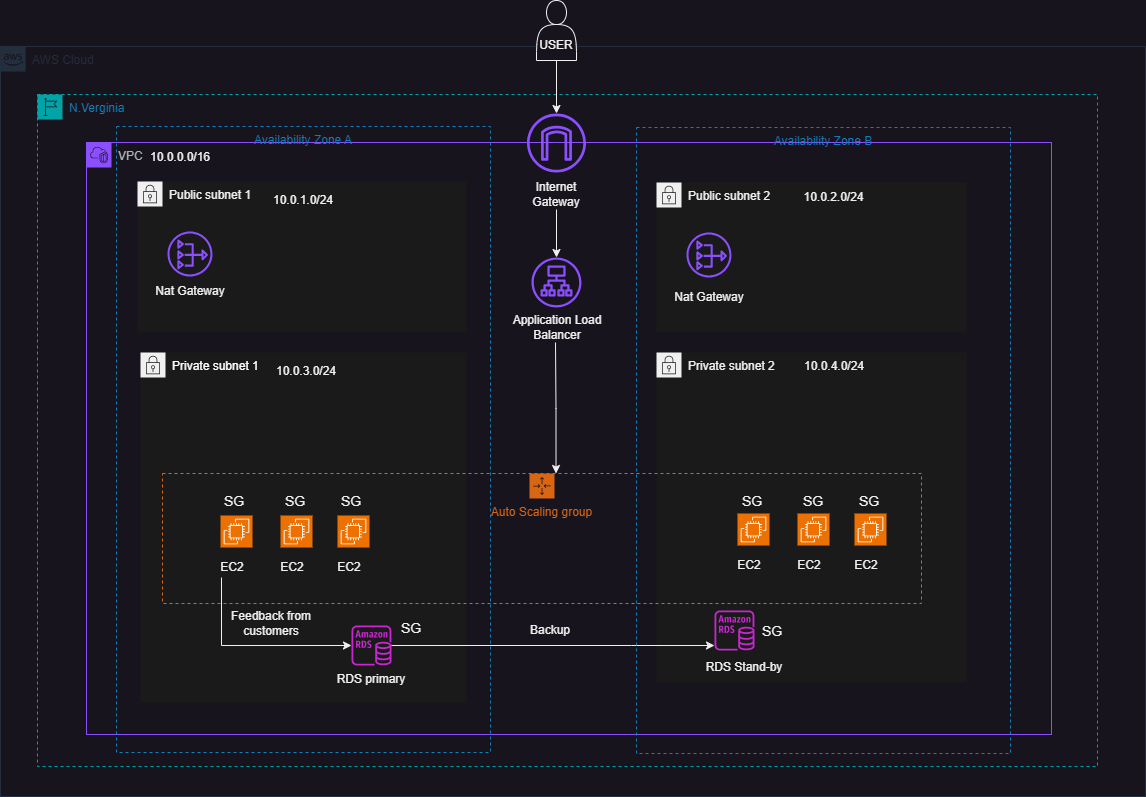 USER
aws
AWS Cloud
N.Verginia
Availability Zone A
Availability Zone B
VPC
10.0.0.0/16
Internet
Gateway
Public subnet 1
10.0.1.0/24
Public subnet 2
10.0.2.0/24
Nat Gateway
Nat Gateway
Application Load
Balancer
Private subnet 1
10.0.3.0/24
Private subnet 2
10.0.4.0/24
Auto Scaling group
SG
SG
SG
SG
SG
SG
EC2
EC2
EC2
EC2
EC2
EC2
Feedback from
customers
Amazon
RDS
SG
RDS primary
Backup
Amazon
RDS
SG
RDS Stand-by